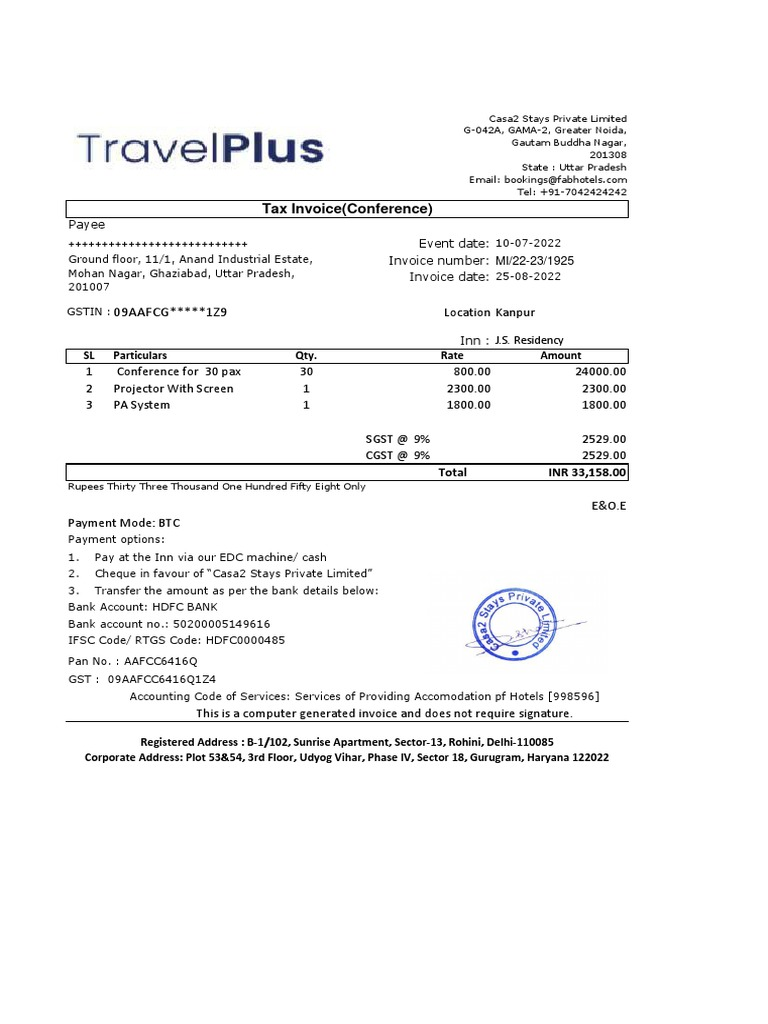 TravelPlus
Casa2 Stays Private Limited
G-042A, GAMA-2, Greater Noida,
Gautam Buddha Nagar,
201308
State : Uttar Pradesh
Email: bookings@fabhotels.com
Tel: +91-7042424242
Tax Invoice(Conference)
Payee
+++++++++++++++++++++++++++
Ground floor, 11/1, Anand Industrial Estate,
Mohan Nagar, Ghaziabad, Uttar Pradesh,
201007
Event date: 10-07-2022
Invoice number: MI/22-23/1925
Invoice date: 25-08-2022
GSTIN : 09AAFCG*****1Z9
Location Kanpur
Inn : J.S. Residency
SL Particulars Qty. Rate Amount
1 Conference for 30 pax 30 800.00 24000.00
2 Projector With Screen 1 2300.00 2300.00
3 PA System 1 1800.00 1800.00
SGST @ 9% 2529.00
CGST @ 9% 2529.00
Total INR 33,158.00
Rupees Thirty Three Thousand One Hundred Fifty Eight Only
E&O.E
Payment Mode: BTC
Payment options:
1. Pay at the Inn via our EDC machine/ cash
2. Cheque in favour of “Casa2 Stays Private Limited”
3. Transfer the amount as per the bank details below:
Bank Account: HDFC BANK
Bank account no.: 50200005149616
IFSC Code/ RTGS Code: HDFC0000485
Pan No. : AAFCC6416Q
GST : 09AAFCC6416Q1Z4
Casa2 Stays Private Limited
Accounting Code of Services: Services of Providing Accomodation pf Hotels [998596]
This is a computer generated invoice and does not require signature.
Registered Address : B-1/102, Sunrise Apartment, Sector-13, Rohini, Delhi-110085
Corporate Address: Plot 53&54, 3rd Floor, Udyog Vihar, Phase IV, Sector 18, Gurugram, Haryana 122022